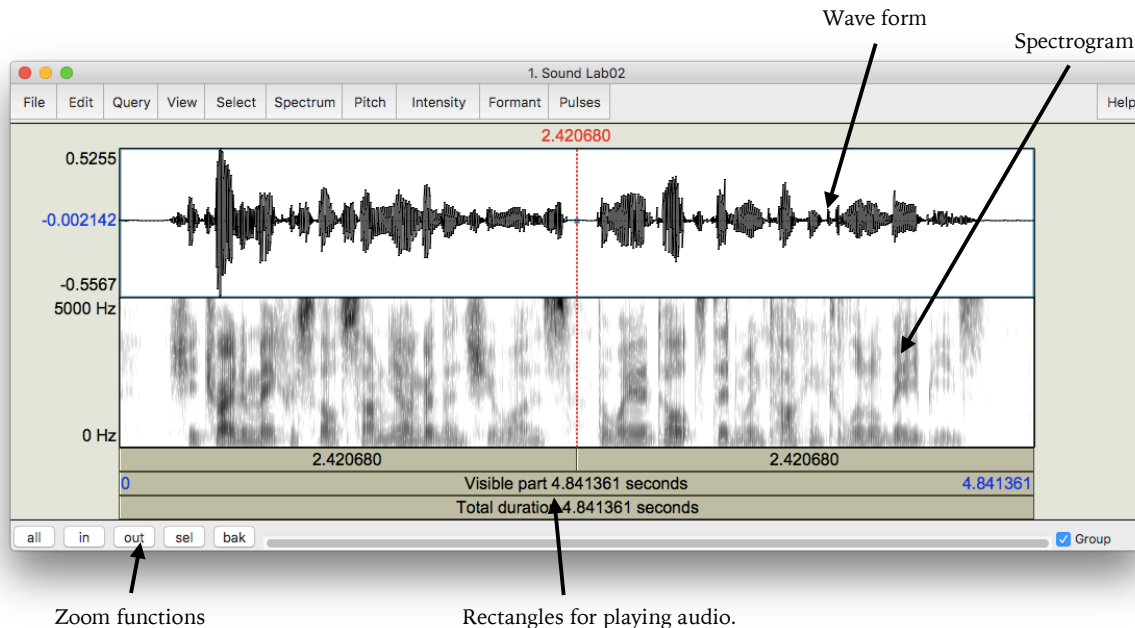 Wave form
Spectrogram
1. Sound Lab02
File Edit Query View Select Spectrum Pitch Intensity Formant Pulses Help
2.420680
0.5255
-0.002142
-0.5567
5000 Hz
0 Hz
2.420680 2.420680
0 Visible part 4.841361 seconds 4.841361
Total duration 4.841361 seconds
all in out sel bak Group
Zoom functions Rectangles for playing audio.